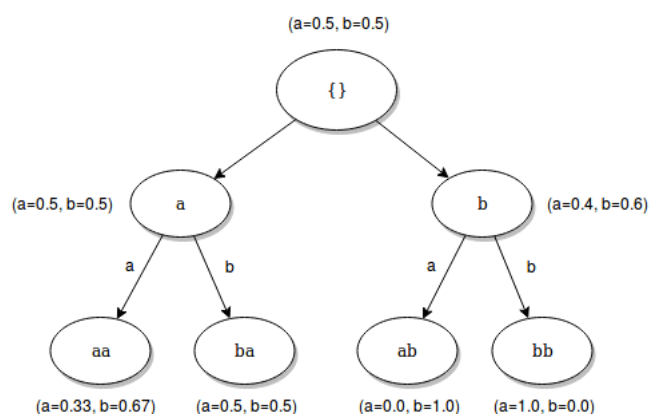 (a=0.5, b=0.5)
{}
(a=0.5, b=0.5) a b (a=0.4, b=0.6)
a b a b
aa ba ab bb
(a=0.33, b=0.67) (a=0.5, b=0.5) (a=0.0, b=1.0) (a=1.0, b=0.0)